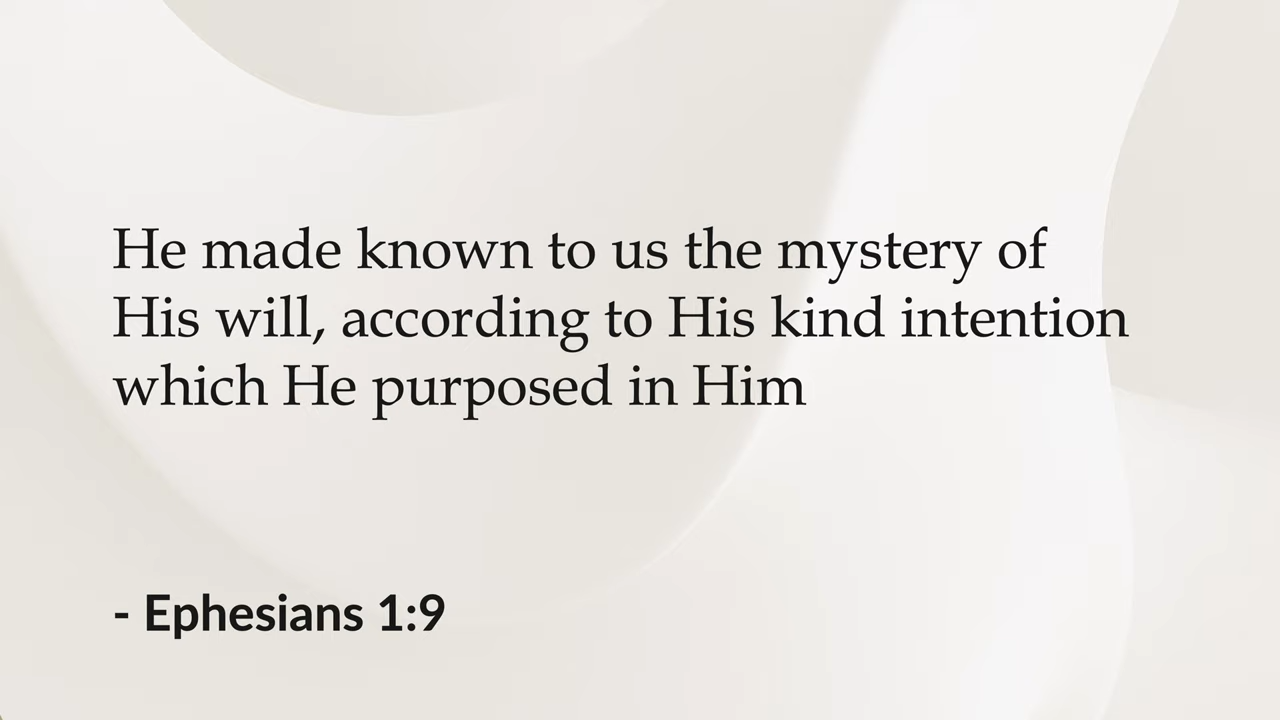 He made known to us the mystery of
His will, according to His kind intention
which He purposed in Him
- Ephesians 1:9